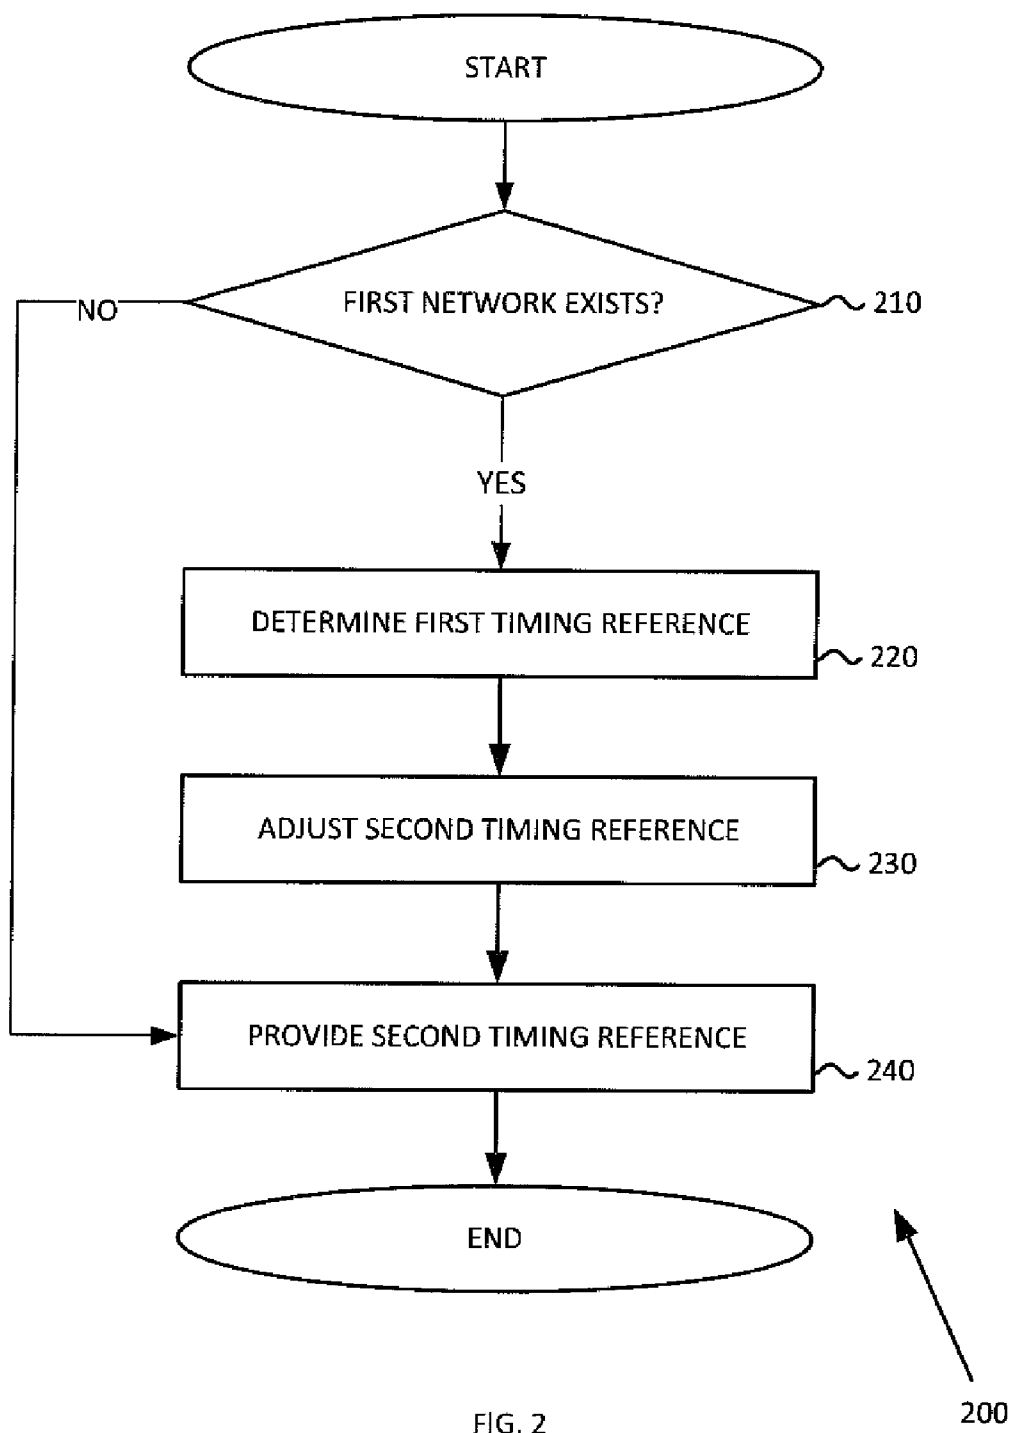 START
FIRST NETWORK EXISTS?
210
NO
YES
DETERMINE FIRST TIMING REFERENCE
220
ADJUST SECOND TIMING REFERENCE
230
PROVIDE SECOND TIMING REFERENCE
240
END
200
FIG. 2